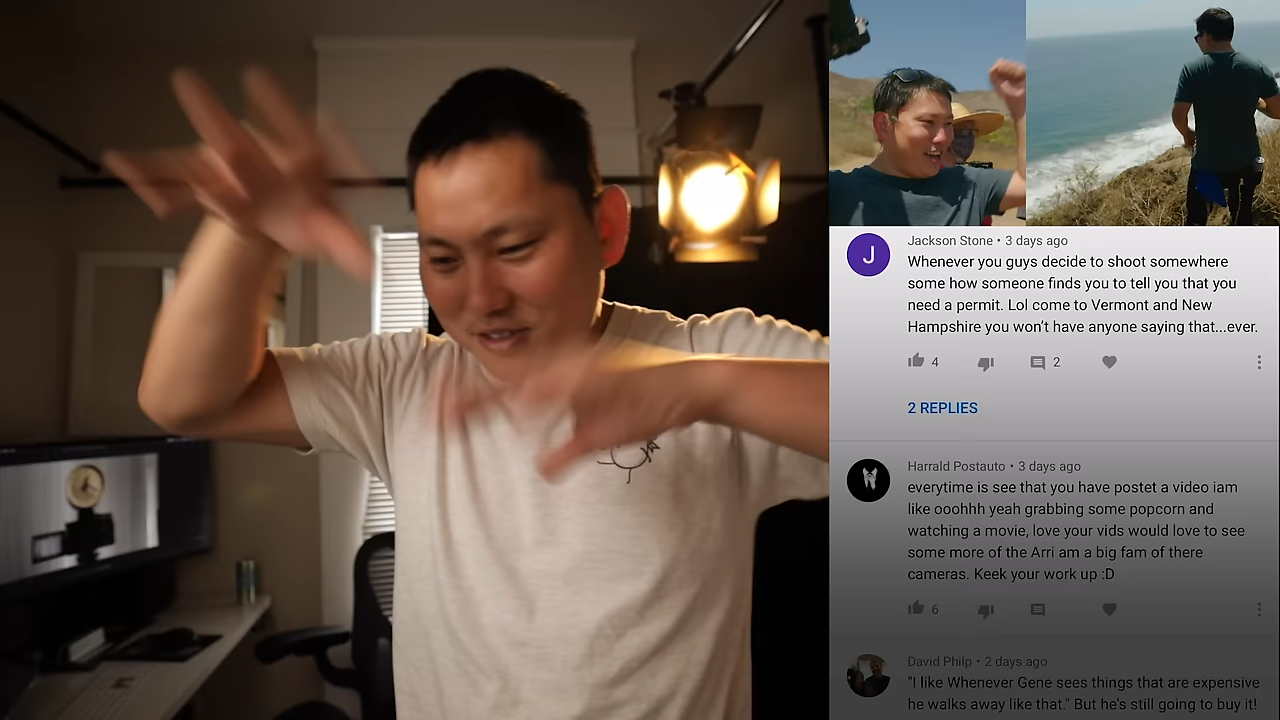 J
Jackson Stone • 3 days ago
Whenever you guys decide to shoot somewhere
some how someone finds you to tell you that you
need a permit. Lol come to Vermont and New
Hampshire you won't have anyone saying that...ever.
4
2
2 REPLIES
Harrald Postauto • 3 days ago
everytime is see that you have postet a video iam
like ooohhh yeah grabbing some popcorn and
watching a movie, love your vids would love to see
some more of the Arri am a big fam of there
cameras. Keek your work up :D
6
David Philp • 2 days ago
"I like Whenever Gene sees things that are expensive
he walks away like that." But he's still going to buy it!